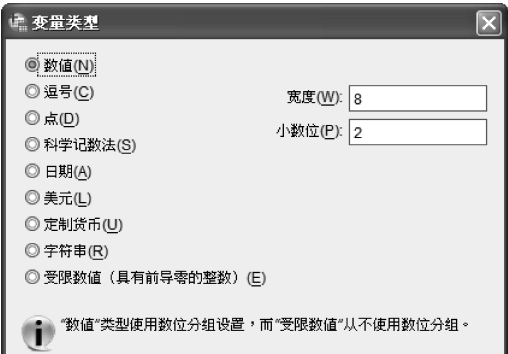 变量类型
数值(N)
逗号(C)
点(D)
科学记数法(S)
日期(A)
美元(L)
定制货币(U)
字符串(R)
受限数值（具有前导零的整数）(E)
宽度(W): 8
小数位(P): 2
"数值"类型使用数位分组设置，而"受限数值"从不使用数位分组。